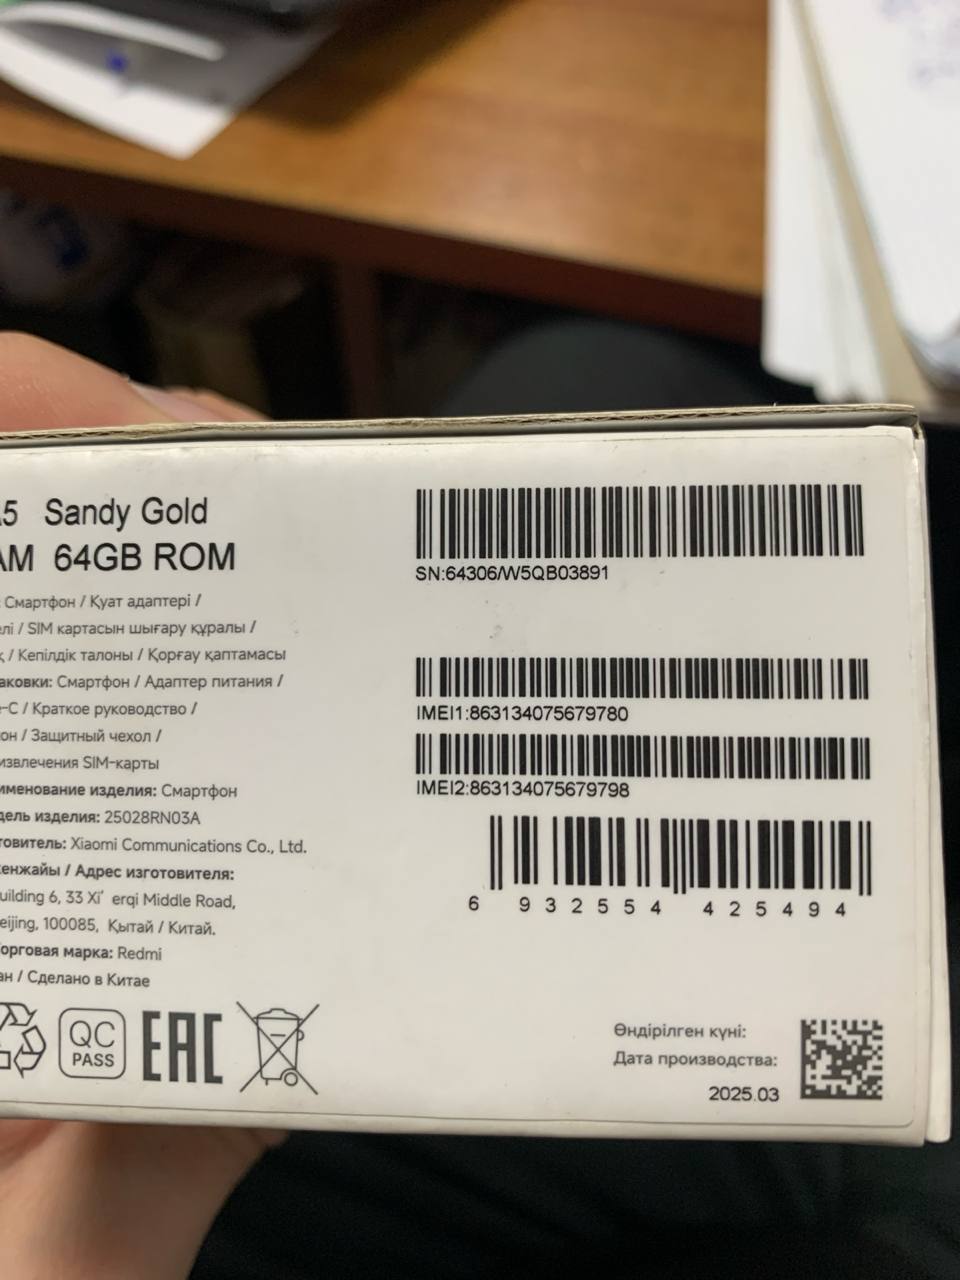 5 Sandy Gold
AM 64GB ROM
: Смартфон / Қуат адаптері /
елі / SIM картасын шығару құралы /
қ / Кепілдік талоны / Қорғау қаптамасы
аковки: Смартфон / Адаптер питания /
-C / Краткое руководство /
он / Защитный чехол /
извлечения SIM-карты
именование изделия: Смартфон
дель изделия: 25028RN03A
товитель: Xiaomi Communications Co., Ltd.
енжайы / Адрес изготовителя:
uilding 6, 33 Xi’ erqi Middle Road,
eijing, 100085, Қытай / Китай.
орговая марка: Redmi
ан / Сделано в Китае
QC
PASS
EAC
SN:64306/W5QB03891
IMEI1:863134075679780
IMEI2:863134075679798
6 932554 425494
Өндірілген күні:
Дата производства:
2025.03